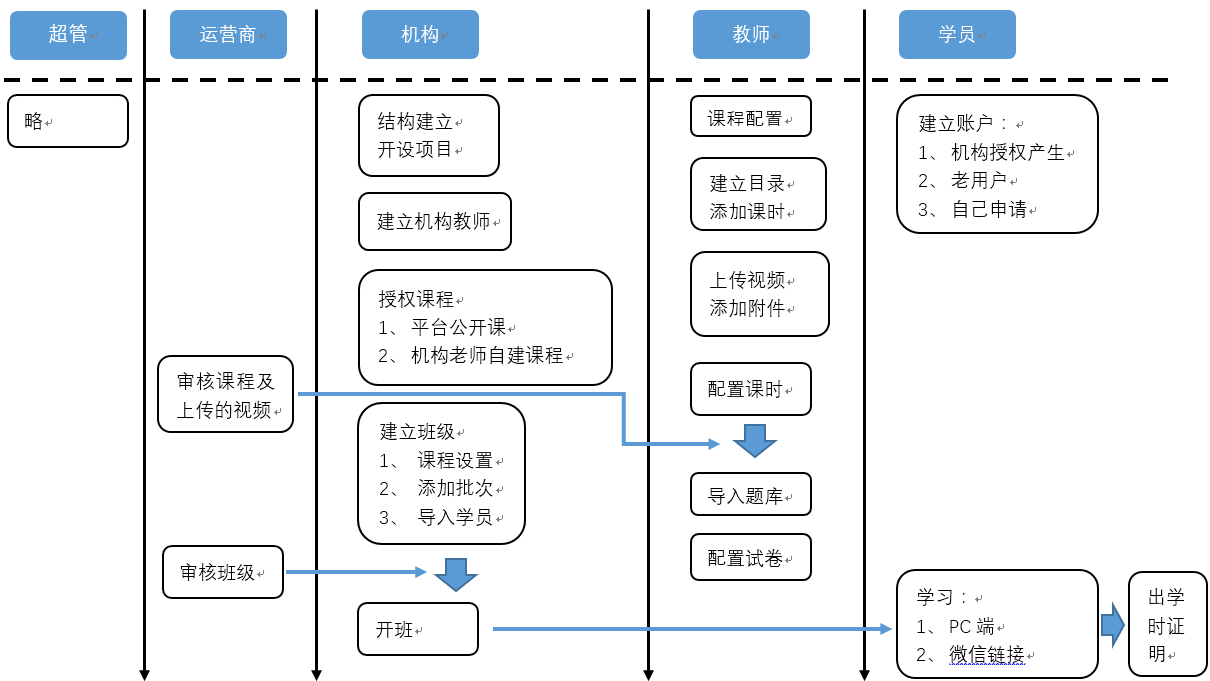 超管
运营商
机构
教师
学员
略
审核课程及
上传的视频
审核班级
结构建立
开设项目
建立机构教师
授权课程
1、 平台公开课
2、 机构老师自建课程
建立班级
1、 课程设置
2、 添加批次
3、 导入学员
开班
课程配置
建立目录
添加课时
上传视频
添加附件
配置课时
导入题库
配置试卷
建立账户：
1、 机构授权产生
2、 老用户
3、 自己申请
学习：
1、 PC 端
2、 微信链接
出学
时证
明